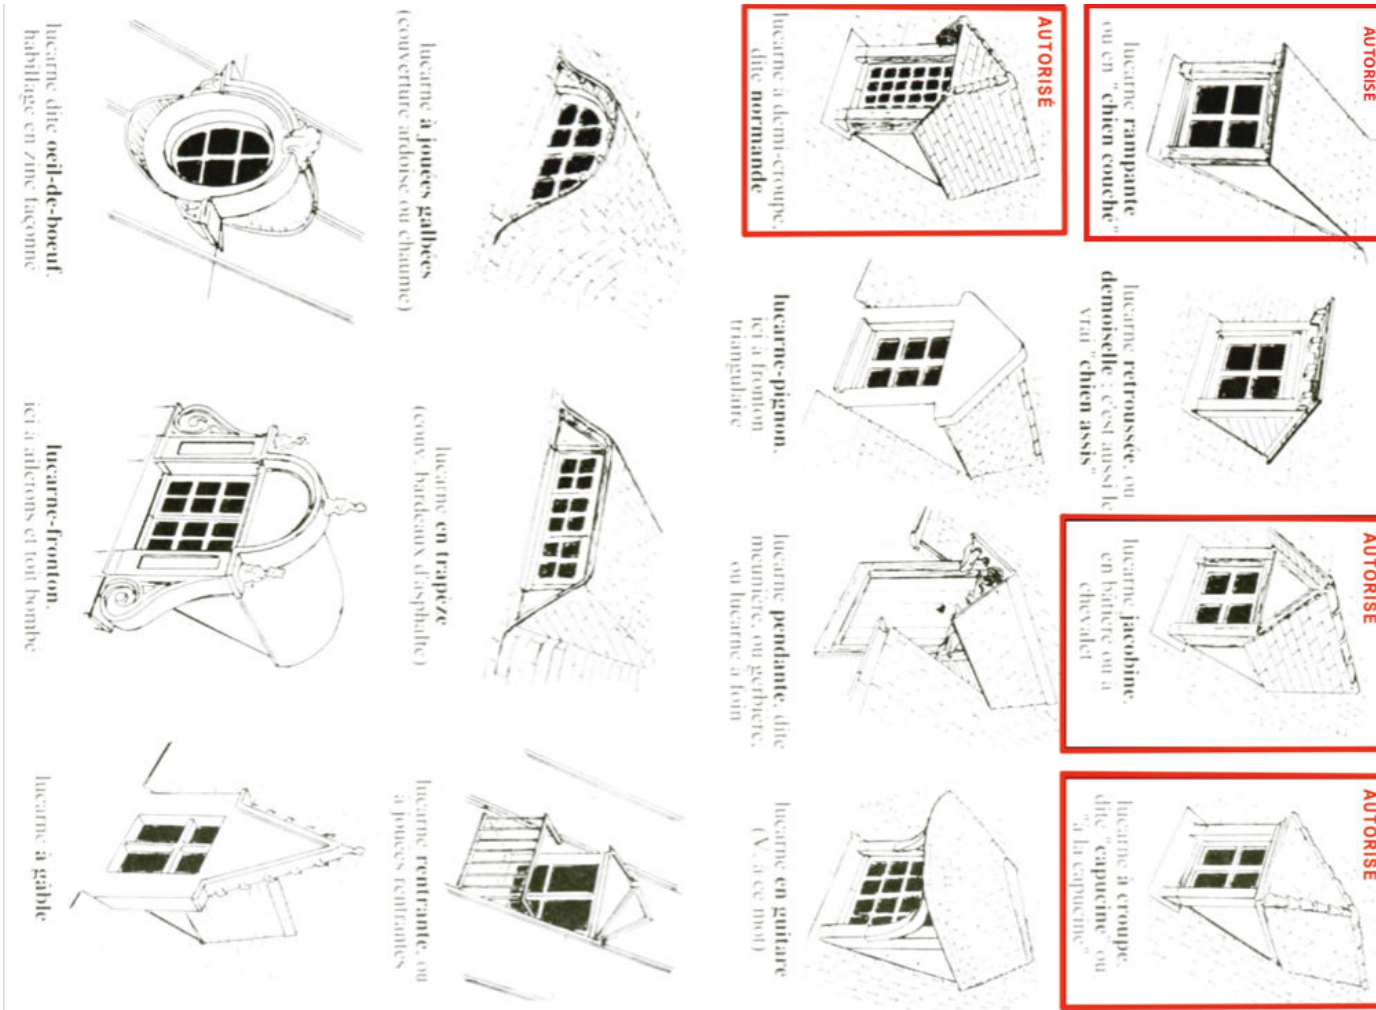 AUTORISÉ
lucarne rampante
ou en "chien couché"
lucarne retroussée, ou
demoiselle : c'est aussi le
vrai "chien assis"
AUTORISÉ
lucarne jacobine,
en bâtière ou à
chevalet
AUTORISÉ
lucarne à croupe,
dite "capucine" ou
"à la capucine"
AUTORISÉ
lucarne à demi-croupe,
dite normande
lucarne-pignon,
ici à fronton
triangulaire
lucarne pendante, dite
meunière, ou gerbière,
ou lucarne à foin
lucarne en guitare
(V. à ce mot)
lucarne à jouées galbées
(couverture ardoise ou chaume)
lucarne en trapèze
(couv. bardeaux d'asphalte)
lucarne rentrante, ou
à jouées rentrantes
lucarne dite oeil-de-boeuf,
habillage en zinc façonné
lucarne-fronton,
ici à ailerons et toit bombé
lucarne à gâble